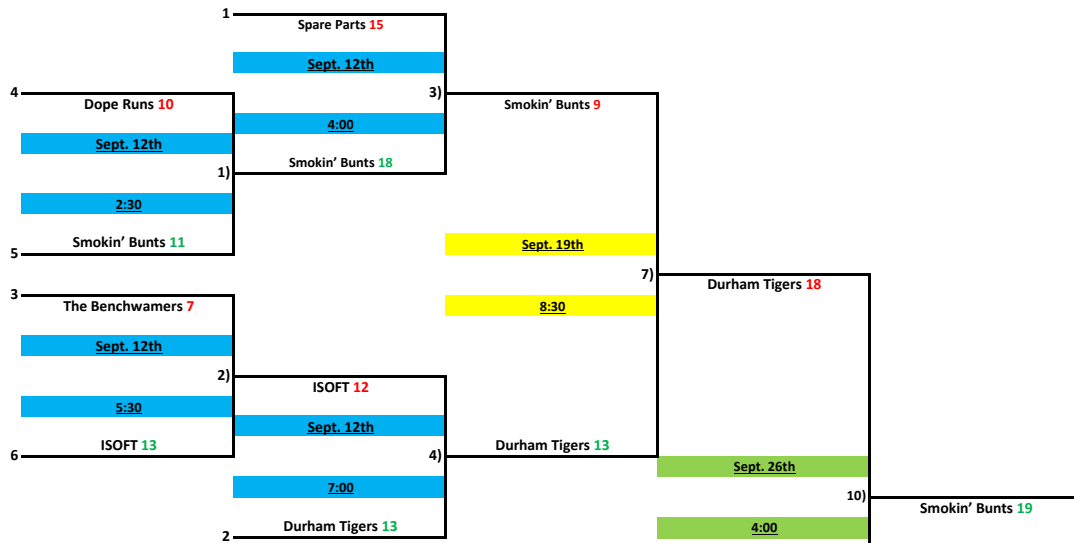 1
Spare Parts 15
Sept. 12th
4
3)
Dope Runs 10
Smokin’ Bunts 9
4:00
Sept. 12th
Smokin’ Bunts 18
1)
2:30
Smokin’ Bunts 11
5
Sept. 19th
7)
Durham Tigers 18
3
The Benchwamers 7
8:30
Sept. 12th
2)
ISOFT 12
5:30
Sept. 12th
ISOFT 13
6
4)
Durham Tigers 13
Sept. 26th
7:00
10)
Smokin’ Bunts 19
Durham Tigers 13
2
4:00